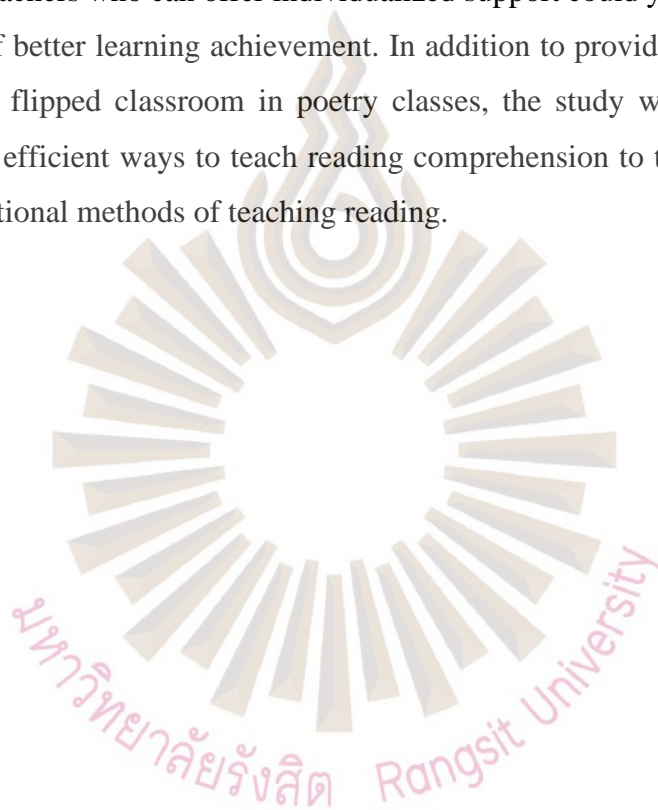 achers who can offer individualized support could y
f better learning achievement. In addition to provid
flipped classroom in poetry classes, the study w
efficient ways to teach reading comprehension to t
tional methods of teaching reading.
มหาวิทยาลัยรังสิต Rangsit University